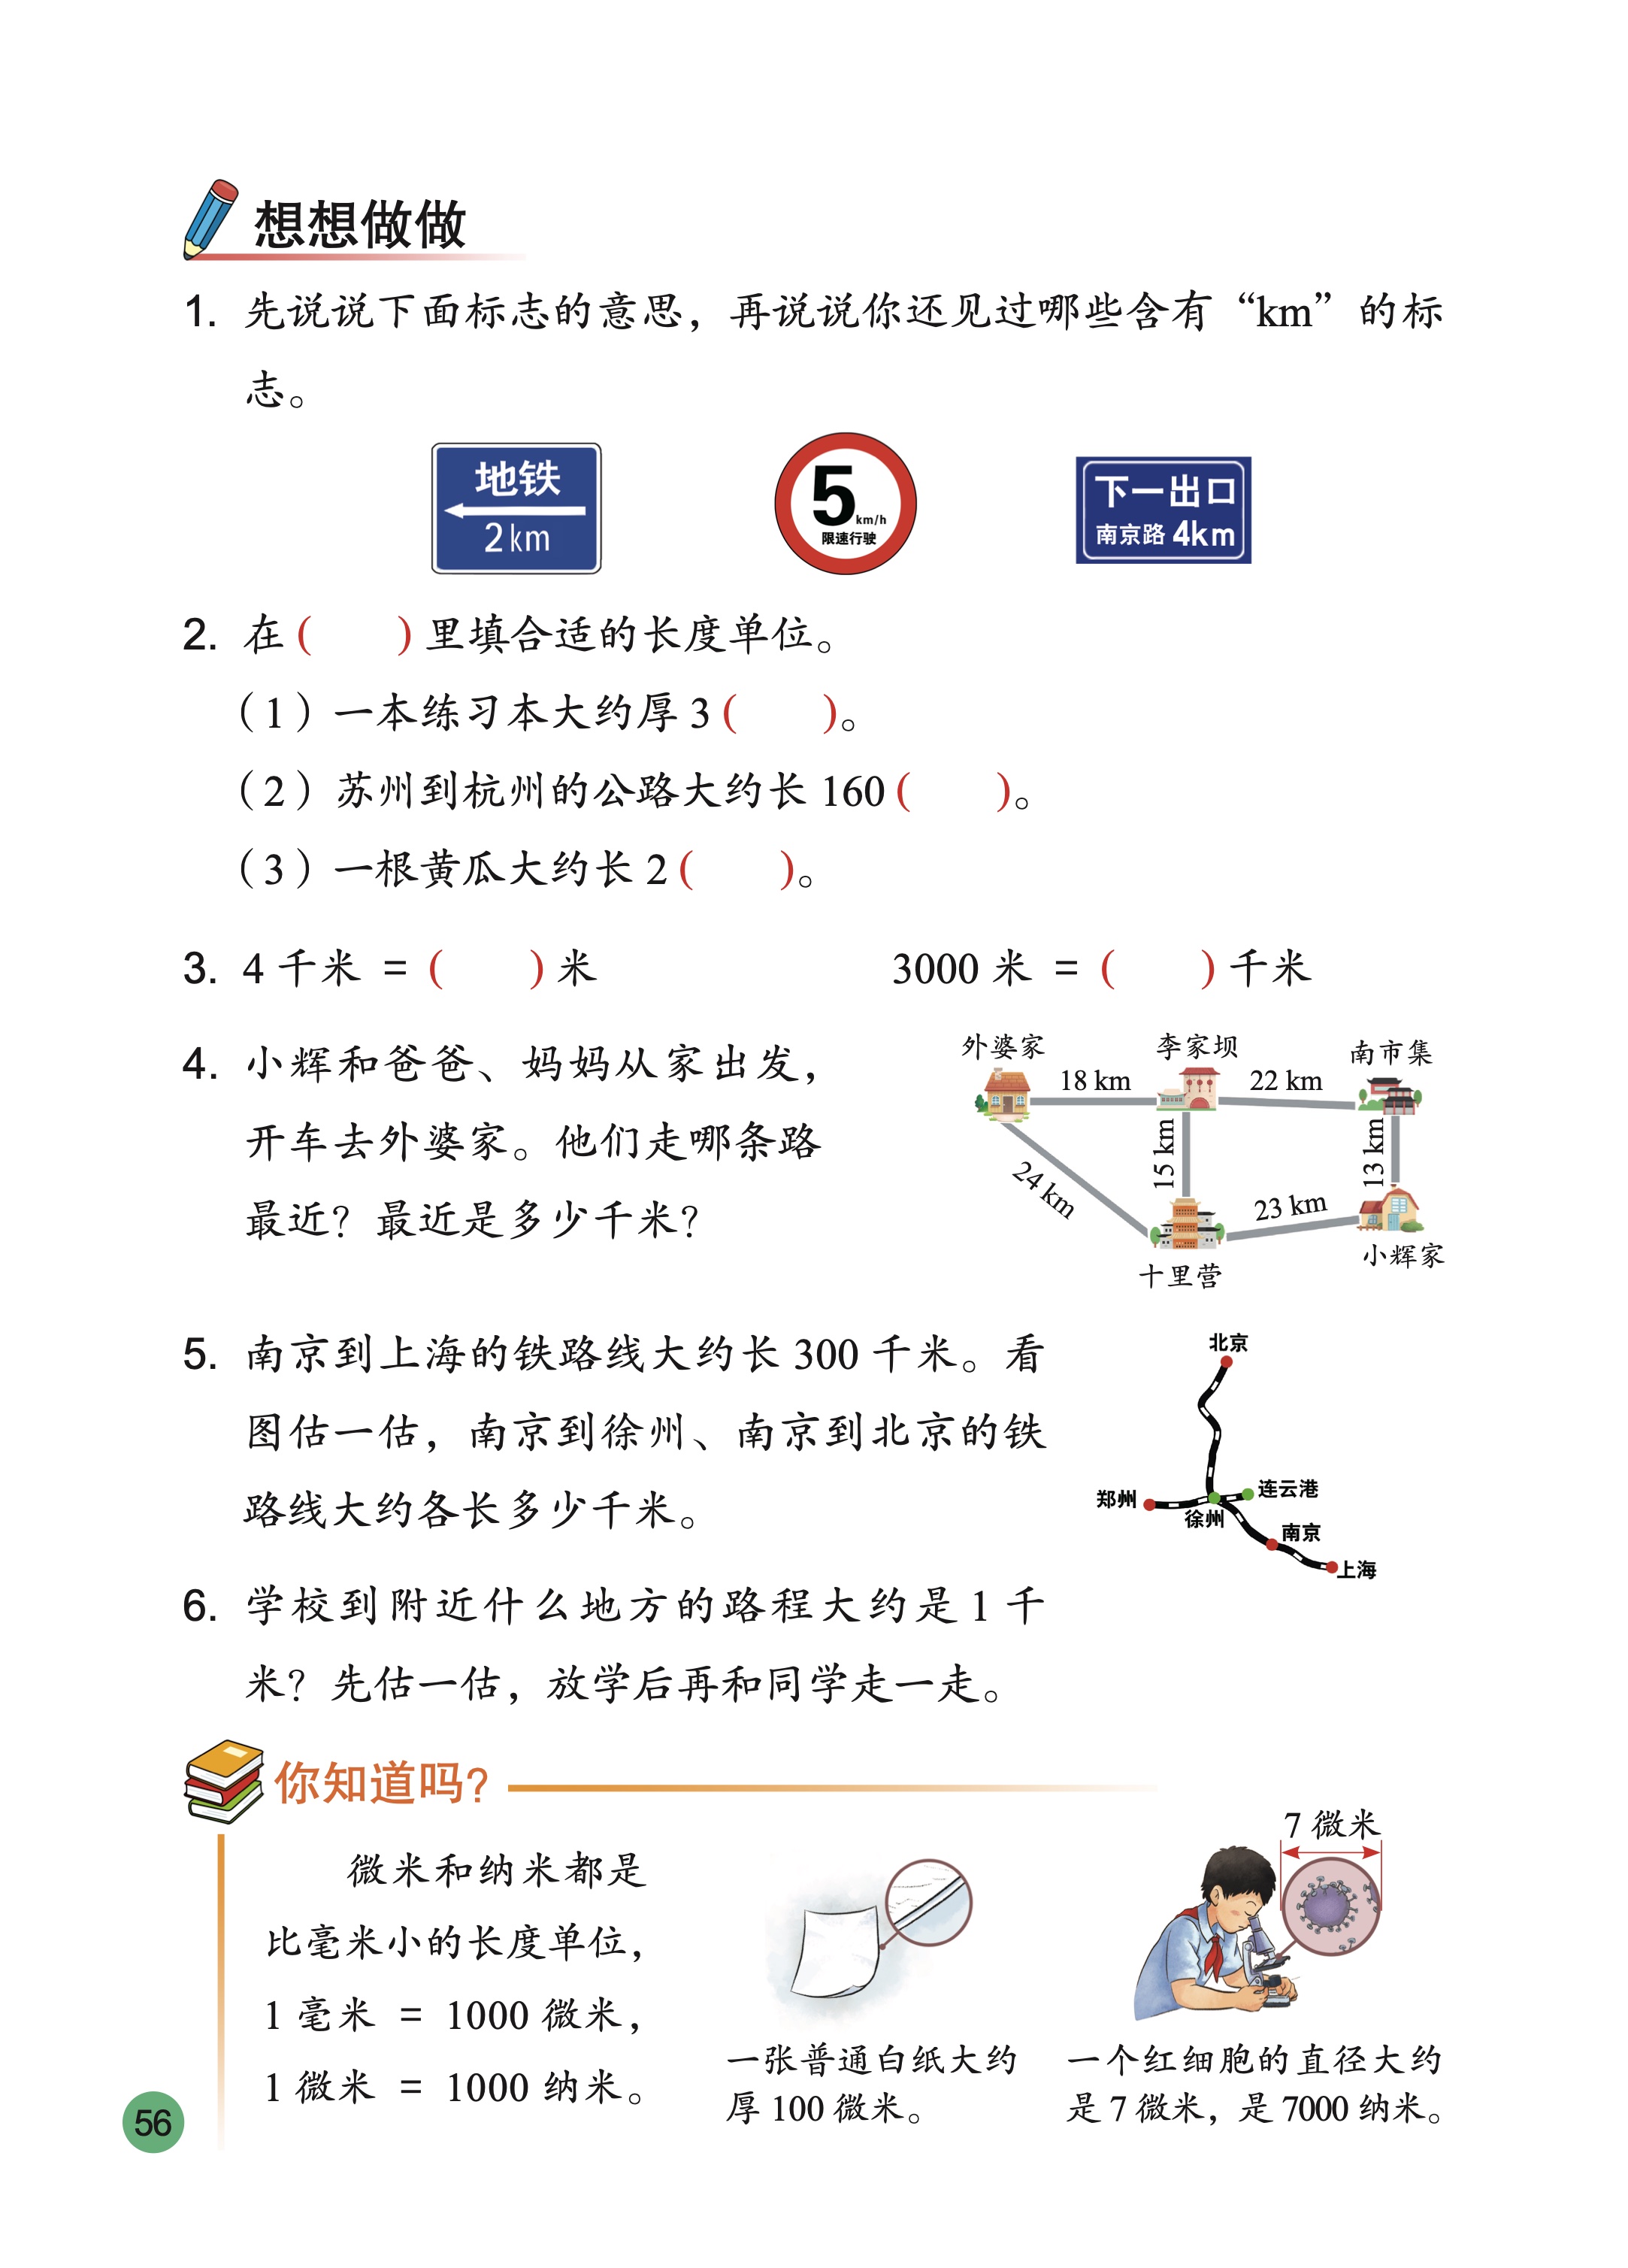 想想做做
1. 先说说下面标志的意思，再说说你还见过哪些含有“km”的标
志。
地铁
2km
5km/h
限速行驶
下一出口
南京路 4km
2. 在(　　)里填合适的长度单位。
（1）一本练习本大约厚 3(　　)。
（2）苏州到杭州的公路大约长 160(　　)。
（3）一根黄瓜大约长 2(　　)。
3. 4 千米 = (　　)米　　3000 米 = (　　)千米
4. 小辉和爸爸、妈妈从家出发，
开车去外婆家。他们走哪条路
最近？最近是多少千米？
外婆家
李家坝
南市集
18 km
22 km
15 km
13 km
24 km
23 km
十里营
小辉家
5. 南京到上海的铁路线大约长 300 千米。看
图估一估，南京到徐州、南京到北京的铁
路线大约各长多少千米。
北京
郑州
连云港
徐州
南京
上海
6. 学校到附近什么地方的路程大约是 1 千
米？先估一估，放学后再和同学走一走。
你知道吗？
微米和纳米都是
比毫米小的长度单位，
1 毫米 = 1000 微米，
1 微米 = 1000 纳米。
一张普通白纸大约
厚 100 微米。
7 微米
一个红细胞的直径大约
是 7 微米，是 7000 纳米。
56